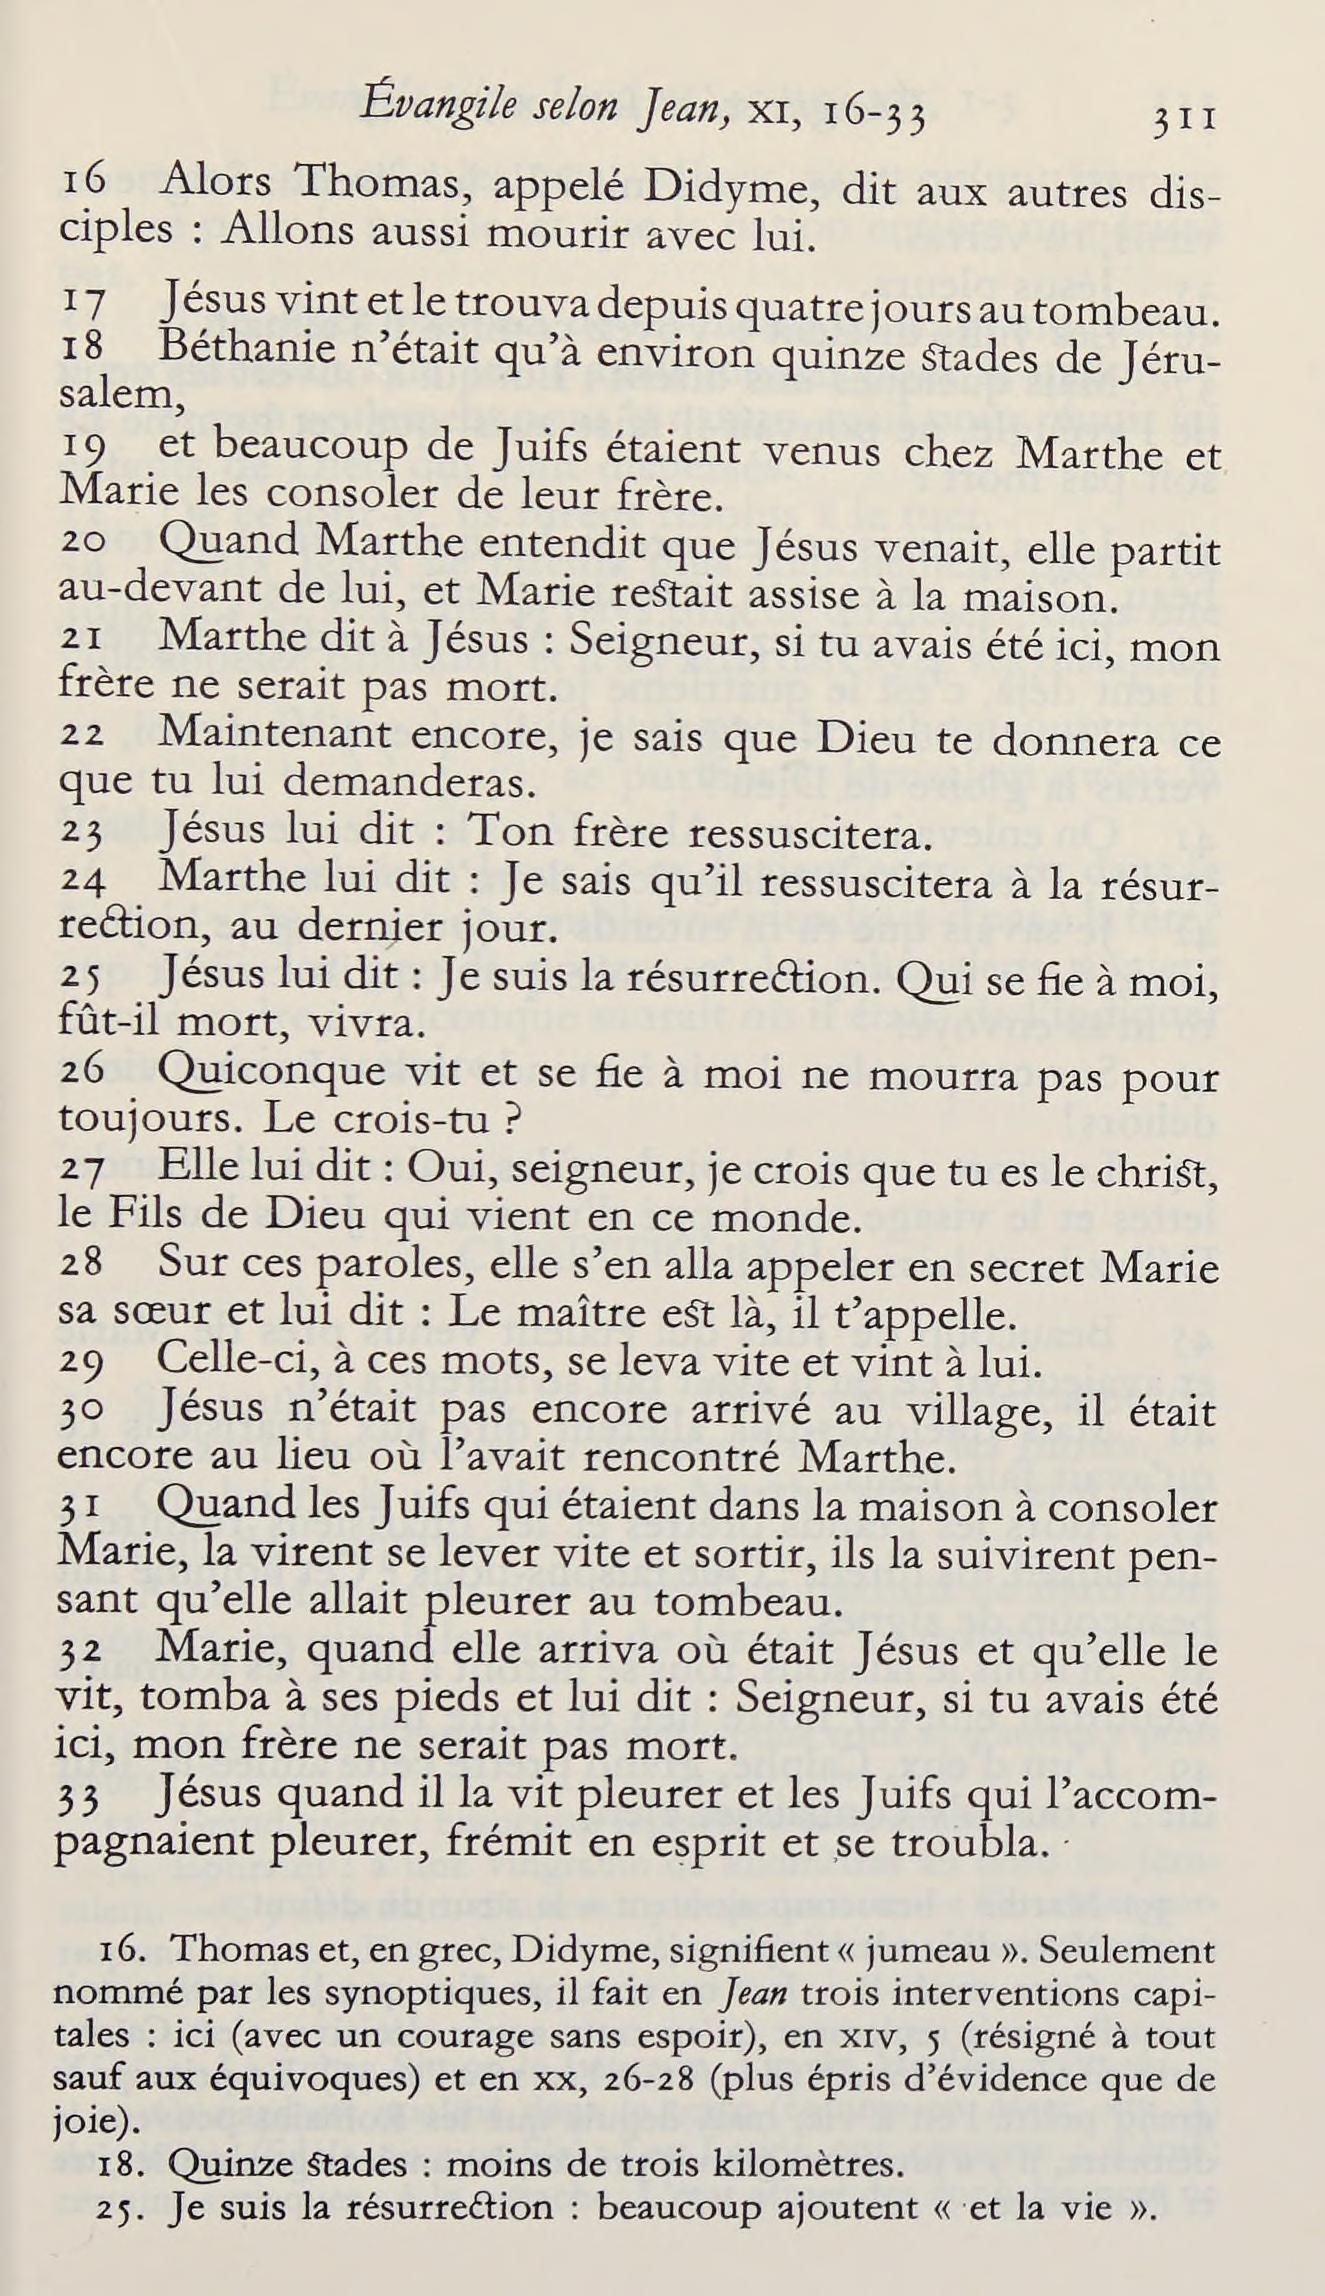 Évangile selon Jean, XI, 16-33 311
16 Alors Thomas, appelé Didyme, dit aux autres dis-
ciples : Allons aussi mourir avec lui.
17 Jésus vint et le trouva depuis quatre jours au tombeau.
18 Béthanie n’était qu’à environ quinze stades de Jéru-
salem,
19 et beaucoup de Juifs étaient venus chez Marthe et
Marie les consoler de leur frère.
20 Quand Marthe entendit que Jésus venait, elle partit
au-devant de lui, et Marie restait assise à la maison.
21 Marthe dit à Jésus : Seigneur, si tu avais été ici, mon
frère ne serait pas mort.
22 Maintenant encore, je sais que Dieu te donnera ce
que tu lui demanderas.
23 Jésus lui dit : Ton frère ressuscitera.
24 Marthe lui dit : Je sais qu’il ressuscitera à la résur-
rection, au dernier jour.
25 Jésus lui dit : Je suis la résurrection. Qui se fie à moi,
fût-il mort, vivra.
26 Quiconque vit et se fie à moi ne mourra pas pour
toujours. Le crois-tu ?
27 Elle lui dit : Oui, seigneur, je crois que tu es le christ,
le Fils de Dieu qui vient en ce monde.
28 Sur ces paroles, elle s’en alla appeler en secret Marie
sa sœur et lui dit : Le maître est là, il t’appelle.
29 Celle-ci, à ces mots, se leva vite et vint à lui.
30 Jésus n’était pas encore arrivé au village, il était
encore au lieu où l’avait rencontré Marthe.
31 Quand les Juifs qui étaient dans la maison à consoler
Marie, la virent se lever vite et sortir, ils la suivirent pen-
sant qu’elle allait pleurer au tombeau.
32 Marie, quand elle arriva où était Jésus et qu’elle le
vit, tomba à ses pieds et lui dit : Seigneur, si tu avais été
ici, mon frère ne serait pas mort.
33 Jésus quand il la vit pleurer et les Juifs qui l’accom-
pagnaient pleurer, frémit en esprit et se troubla.
16. Thomas et, en grec, Didyme, signifient « jumeau ». Seulement
nommé par les synoptiques, il fait en Jean trois interventions capi-
tales : ici (avec un courage sans espoir), en XIV, 5 (résigné à tout
sauf aux équivoques) et en XX, 26-28 (plus épris d’évidence que de
joie).
18. Quinze stades : moins de trois kilomètres.
25. Je suis la résurrection : beaucoup ajoutent « et la vie ».